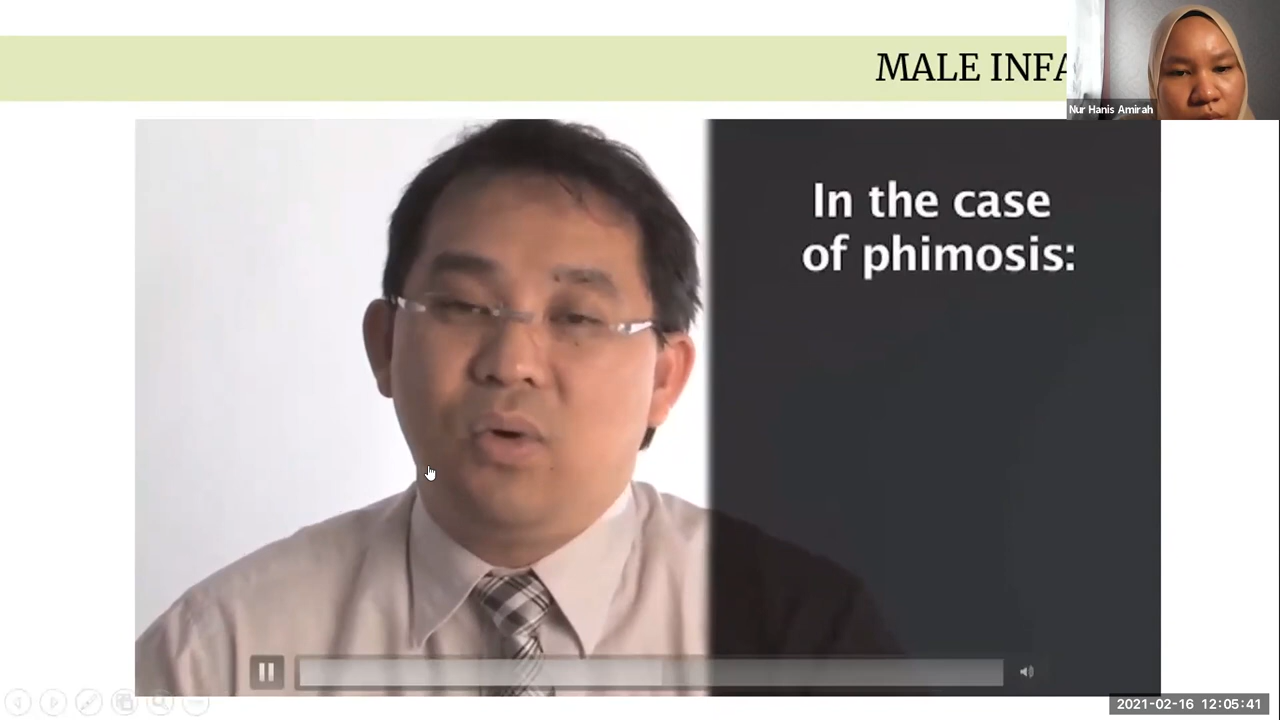 MALE INFA
Nur Hanis Amirah
In the case
of phimosis:
2021-02-16 12:05:41